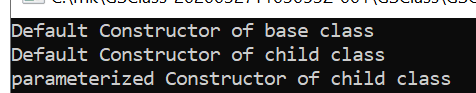 Default Constructor of base class
Default Constructor of child class
parameterized Constructor of child class